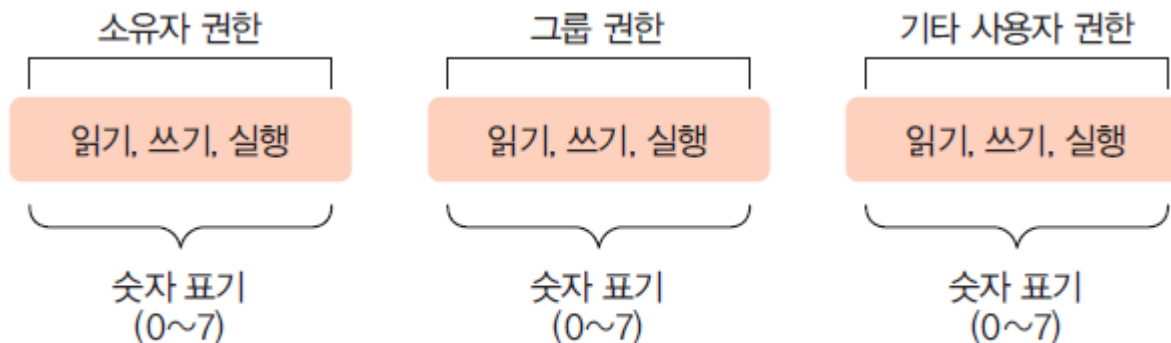 소유자 권한 그룹 권한 기타 사용자 권한
읽기, 쓰기, 실행 읽기, 쓰기, 실행 읽기, 쓰기, 실행
숫자 표기 숫자 표기 숫자 표기
(0~7) (0~7) (0~7)